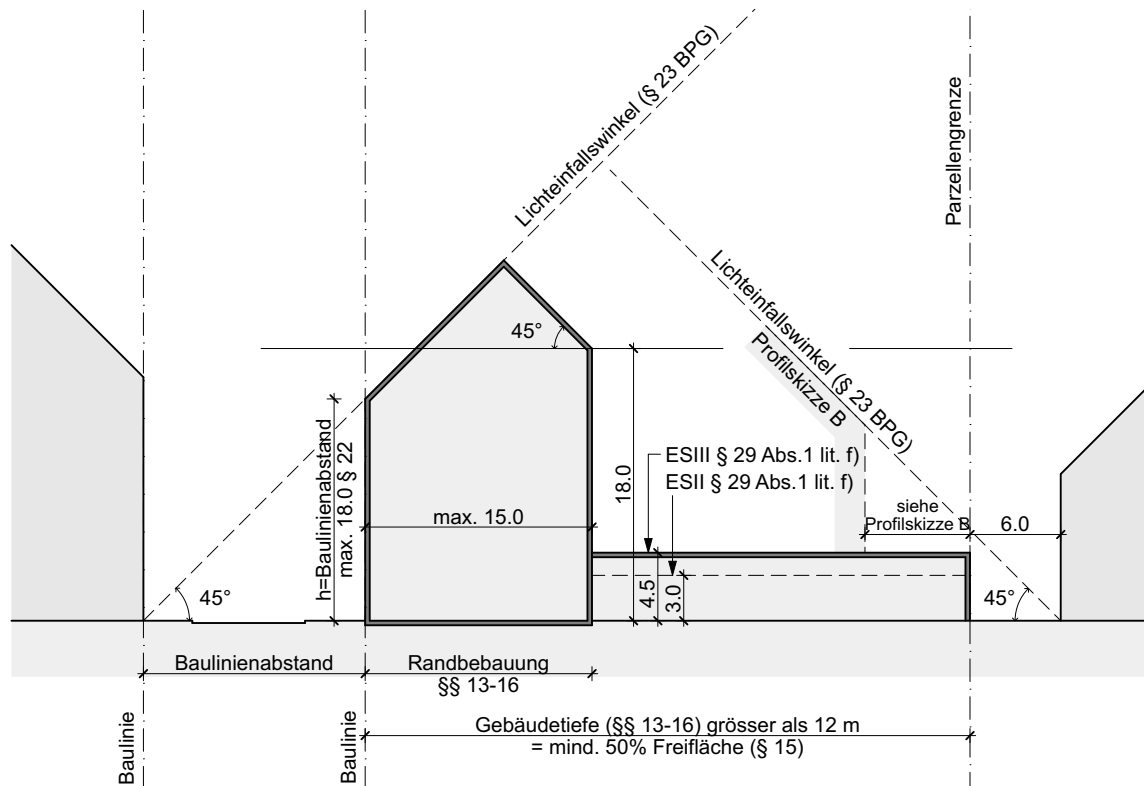 Lichteinfallswinkel (§ 23 BPG)
Parzellengrenze
Lichteinfallswinkel (§ 23 BPG)
Profilskizze B
45°
h=Baulinienabstand
max. 18.0 § 22
max. 15.0
18.0
ESIII § 29 Abs.1 lit. f)
ESII § 29 Abs.1 lit. f)
siehe
Profilskizze B
6.0
4.5
3.0
45°
45°
Baulinienabstand
Randbebauung
§§ 13-16
Baulinie
Baulinie
Gebäudetiefe (§§ 13-16) grösser als 12 m
= mind. 50% Freifläche (§ 15)